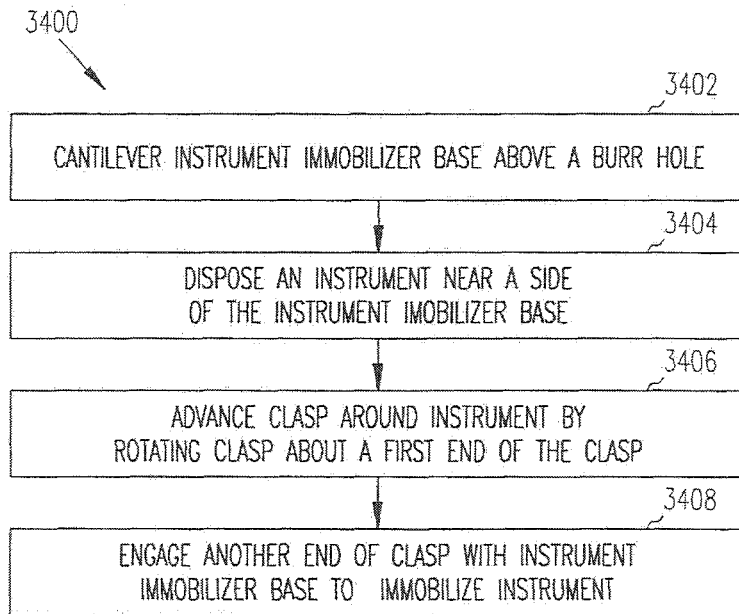 3400
3402
CANTILEVER INSTRUMENT IMMOBILIZER BASE ABOVE A BURR HOLE
3404
DISPOSE AN INSTRUMENT NEAR A SIDE
OF THE INSTRUMENT IMOBILIZER BASE
3406
ADVANCE CLASP AROUND INSTRUMENT BY
ROTATING CLASP ABOUT A FIRST END OF THE CLASP
3408
ENGAGE ANOTHER END OF CLASP WITH INSTRUMENT
IMMOBILIZER BASE TO IMMOBILIZE INSTRUMENT